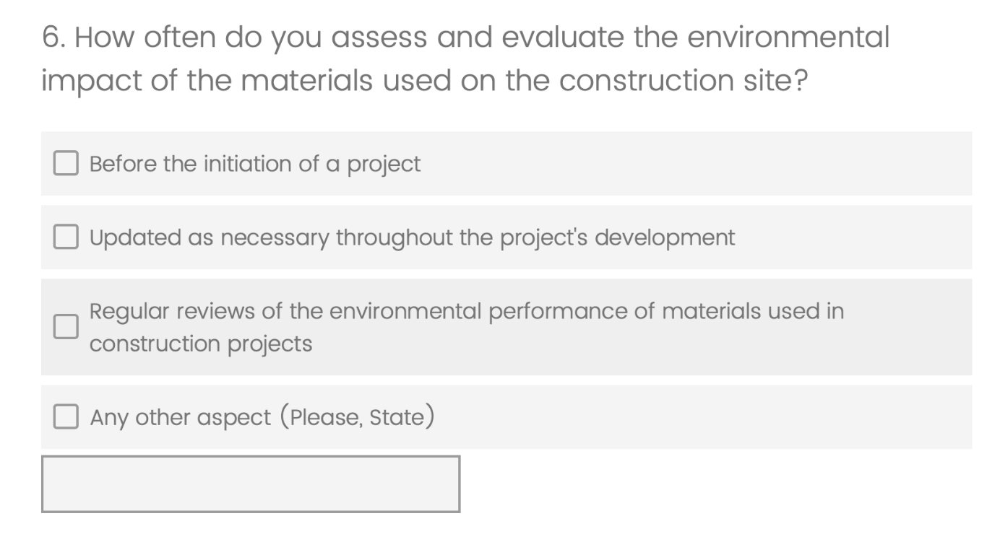 6. How often do you assess and evaluate the environmental
impact of the materials used on the construction site?
Before the initiation of a project
Updated as necessary throughout the project's development
Regular reviews of the environmental performance of materials used in
construction projects
Any other aspect (Please, State)